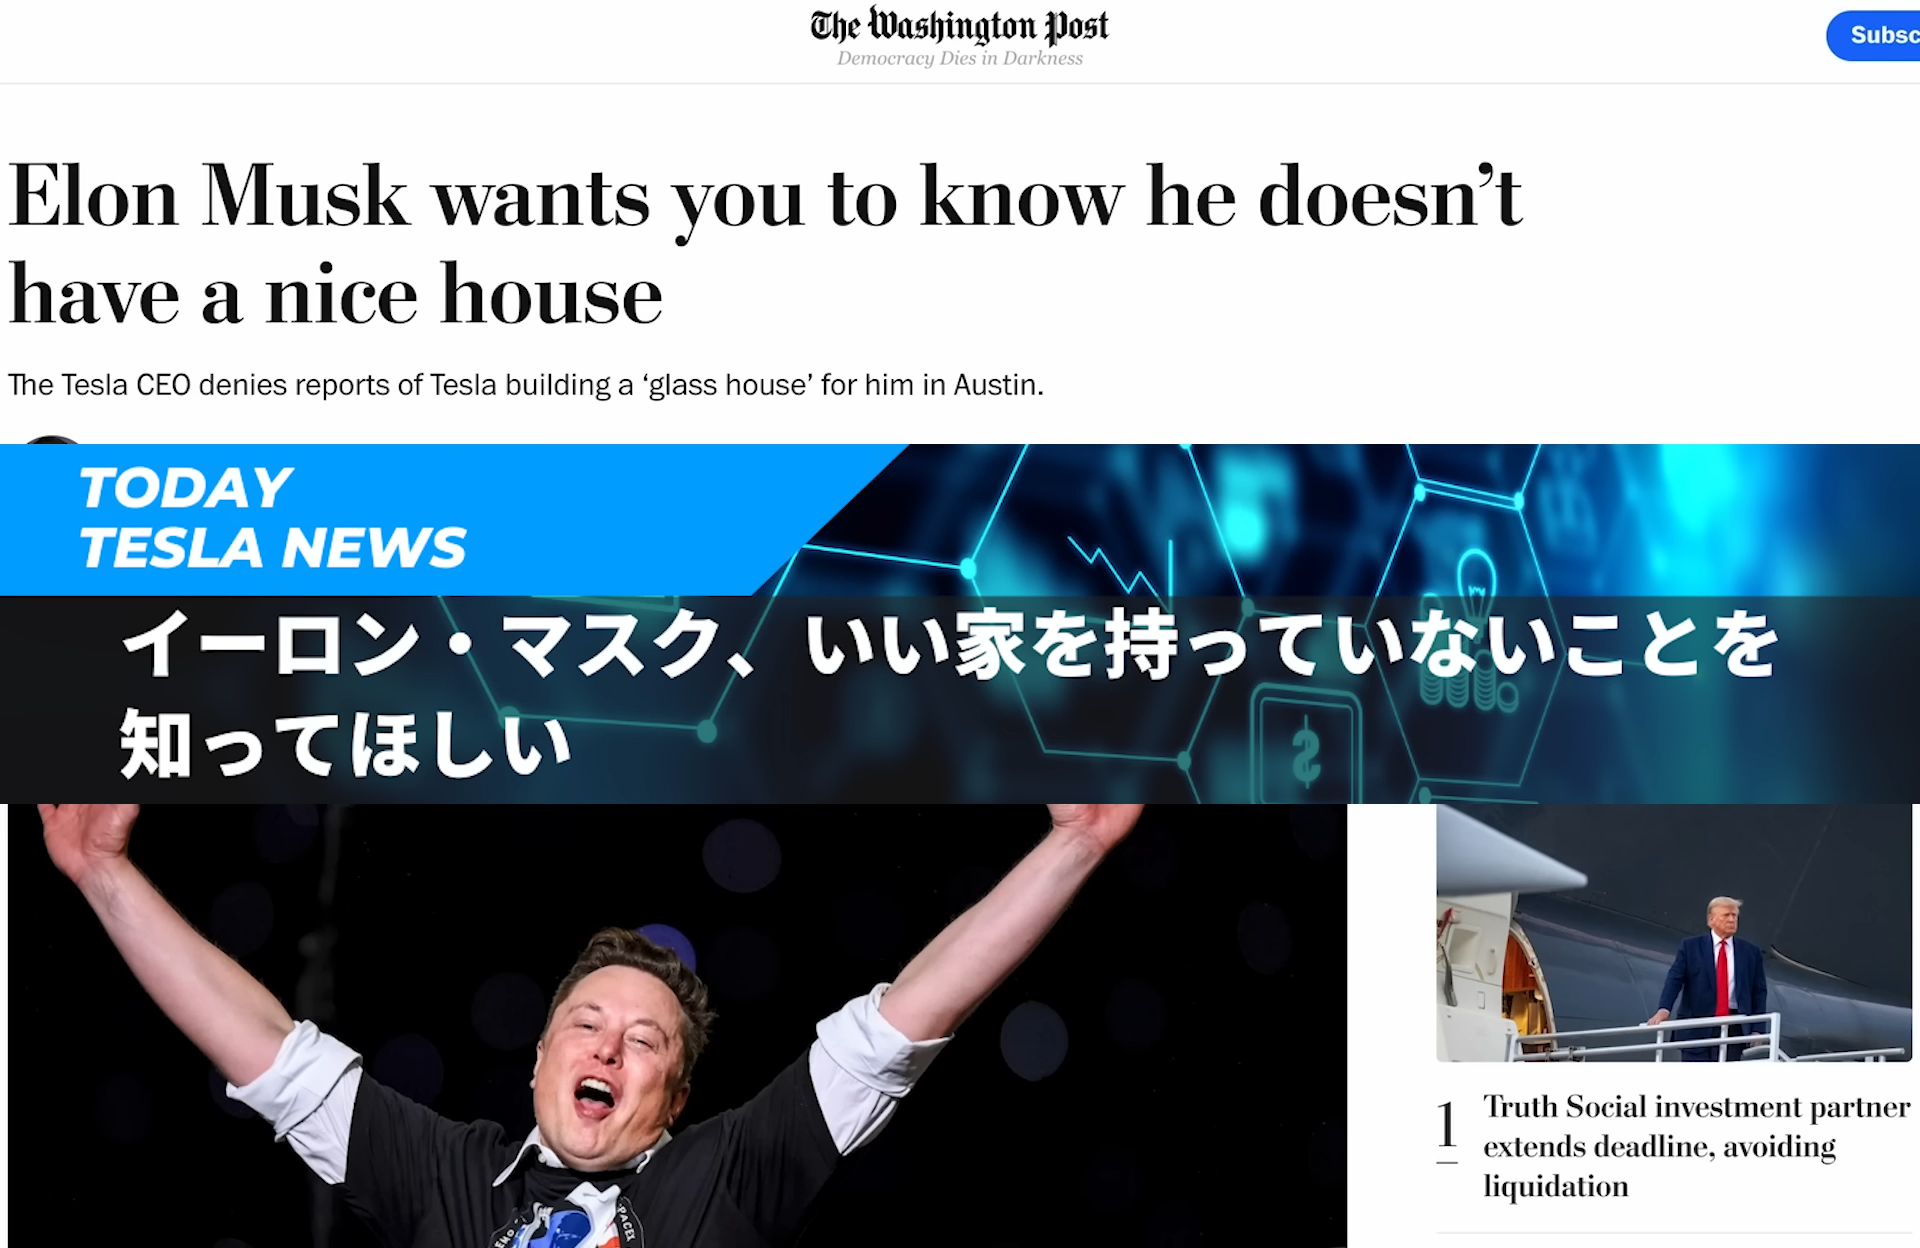 The Washington Post
Democracy Dies in Darkness
Subsc
Elon Musk wants you to know he doesn’t
have a nice house
The Tesla CEO denies reports of Tesla building a ‘glass house’ for him in Austin.
TODAY
TESLA NEWS
イーロン・マスク、いい家を持っていないことを
知ってほしい
$
1
Truth Social investment partner
extends deadline, avoiding
liquidation
DEMO
SPACEX